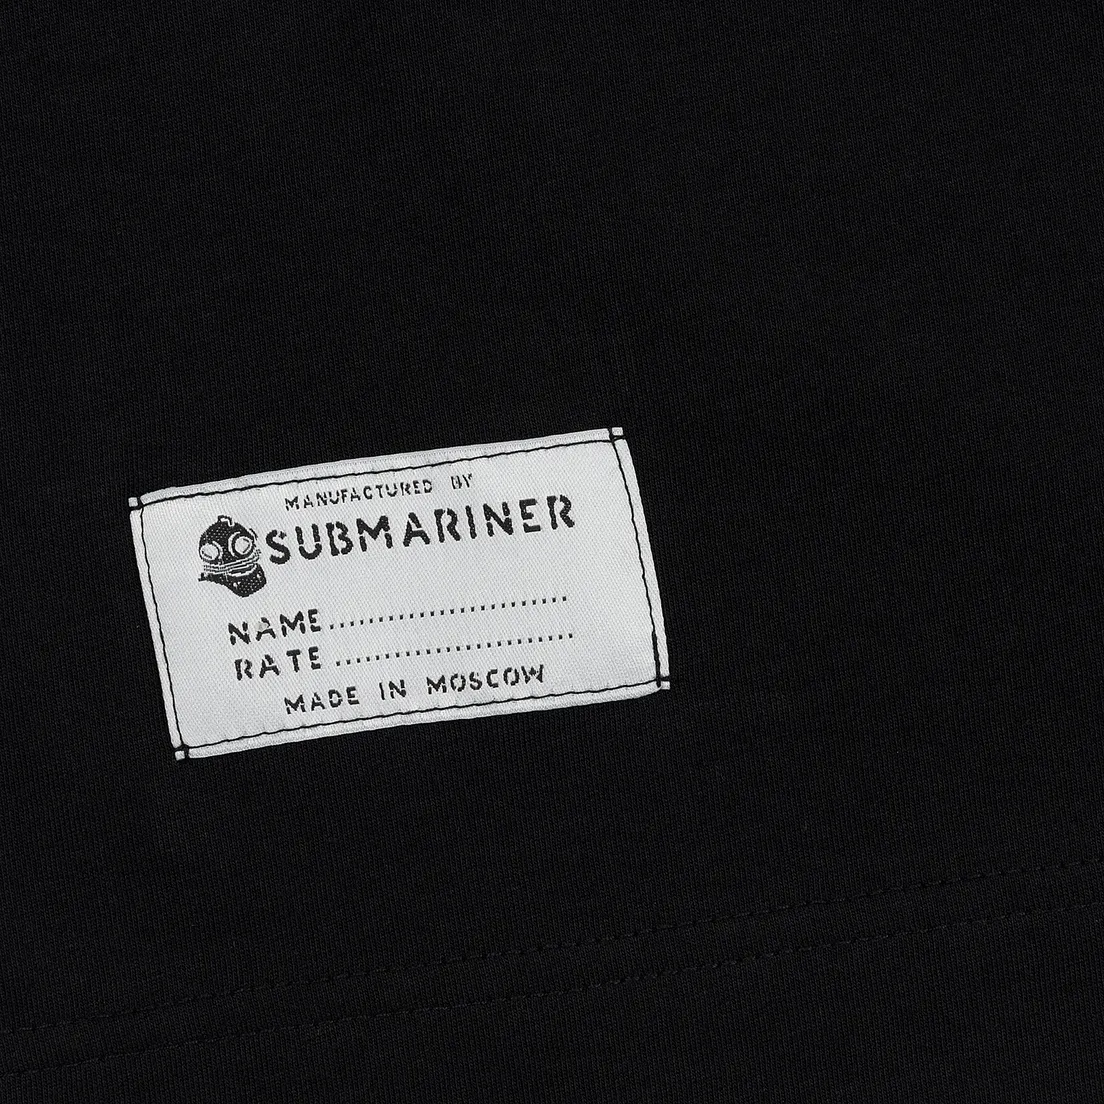 MANUFACTURED BY
SUBMARINER
NAME........................
RATE........................
MADE IN MOSCOW